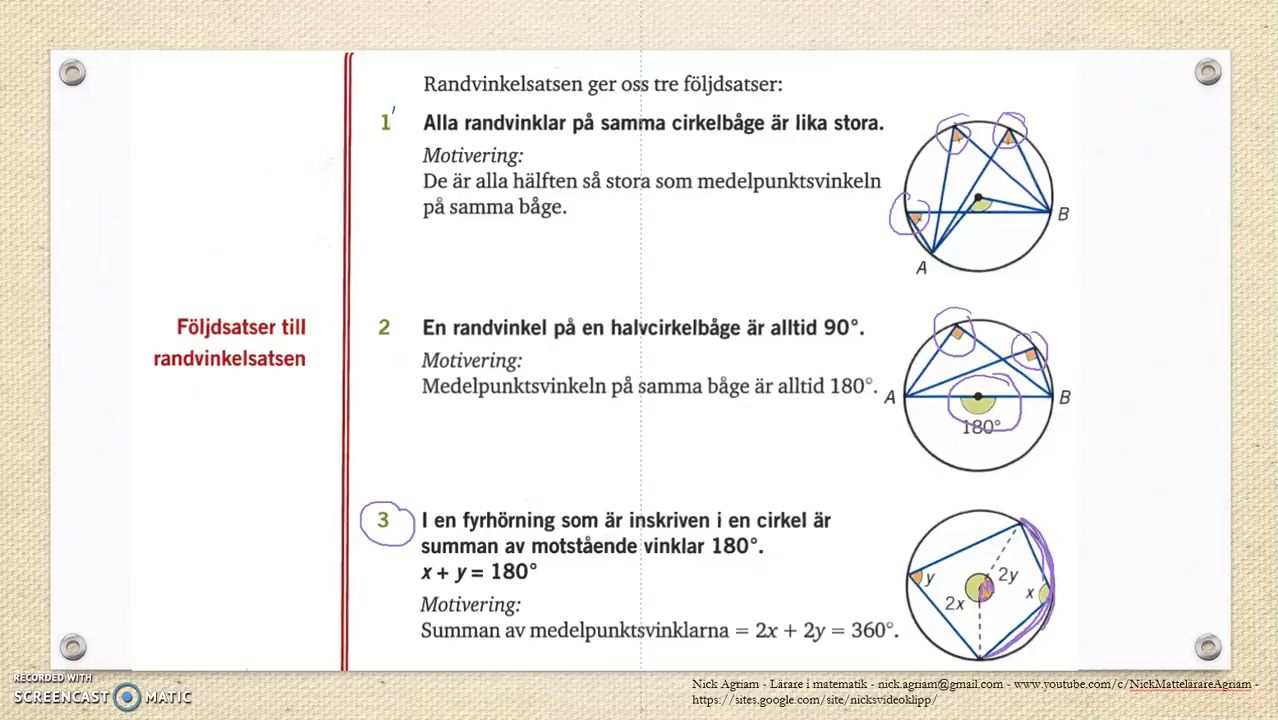 Randvinkelsatsen ger oss tre följdsatser:
1 Alla randvinklar på samma cirkelbåge är lika stora.
Motivering:
De är alla hälften så stora som medelpunktsvinkeln
på samma båge.
A
B
Följdsatser till
randvinkelsatsen
2 En randvinkel på en halvcirkelbåge är alltid 90°.
Motivering:
Medelpunktsvinkeln på samma båge är alltid 180°.
A
B
180°
3 I en fyrhörning som är inskriven i en cirkel är
summan av motstående vinklar 180°.
x + y = 180°
Motivering:
Summan av medelpunktsvinklarna = 2x + 2y = 360°.
y
2y
x
2x
RECORDED WITH
SCREENCAST MATIC
Nick Agriam - Lärare i matematik - nick.agriam@gmail.com - www.youtube.com/c/NickMattelärareAgriam -
https://sites.google.com/site/nicksvideoklipp/